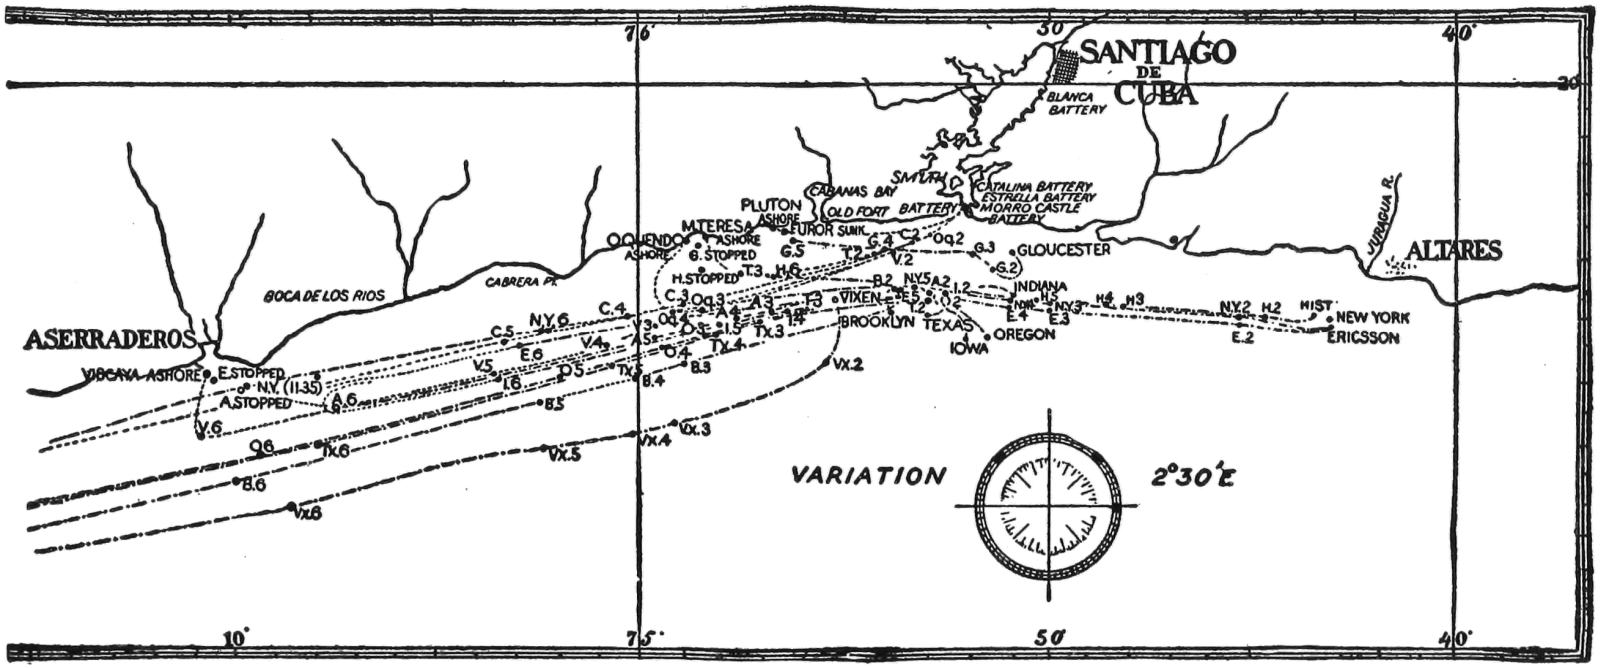 76°
50'
40'
20
SANTIAGO
DE
CUBA
BLANCA
BATTERY
SMITH
CABANAS BAY
CATALINA BATTERY
ESTRELLA BATTERY
MORRO CASTLE
BATTERY
OLD FORT BATTERY
PLUTON
ASHORE
FUROR SUNK
M.TERESA
ASHORE
OQUENDO
ASHORE
G. STOPPED
H.STOPPED
T.3
H.6
G.5
T.2
G.4
C.2
Oq.2
V.2
G.3
G.2
GLOUCESTER
JURAGUA R.
ALTARES
CABRERA PT.
BOCA DE LOS RIOS
ASERRADEROS
VISCAYA ASHORE
E.STOPPED
N.Y. (11.35)
A.STOPPED
A.6
V.6
O.6
Tx.6
B.6
Vx.6
C.5
N.Y.6
E.6
V.5
I.6
V.4
O.5
Tx.5
B.5
Vx.5
C.4
C.3
Oq.3
Oq.4
V.3
A.5
O.3
O.4
A.4
A.3
I.5
I.4
I.3
Tx.4
Tx.3
B.4
B.3
Vx.4
Vx.3
Vx.2
VIXEN
BROOKLYN
B.2
N.Y.5
E.5
A.2
I.2
O.2
T.2
TEXAS
IOWA
OREGON
INDIANA
N.Y.4
E.4
H.5
N.Y.3
E.3
H.4
H.3
N.Y.2
H.2
E.2
HIST.
NEW YORK
ERICSSON
VARIATION 2°30'E
10°
75°
50'
40'